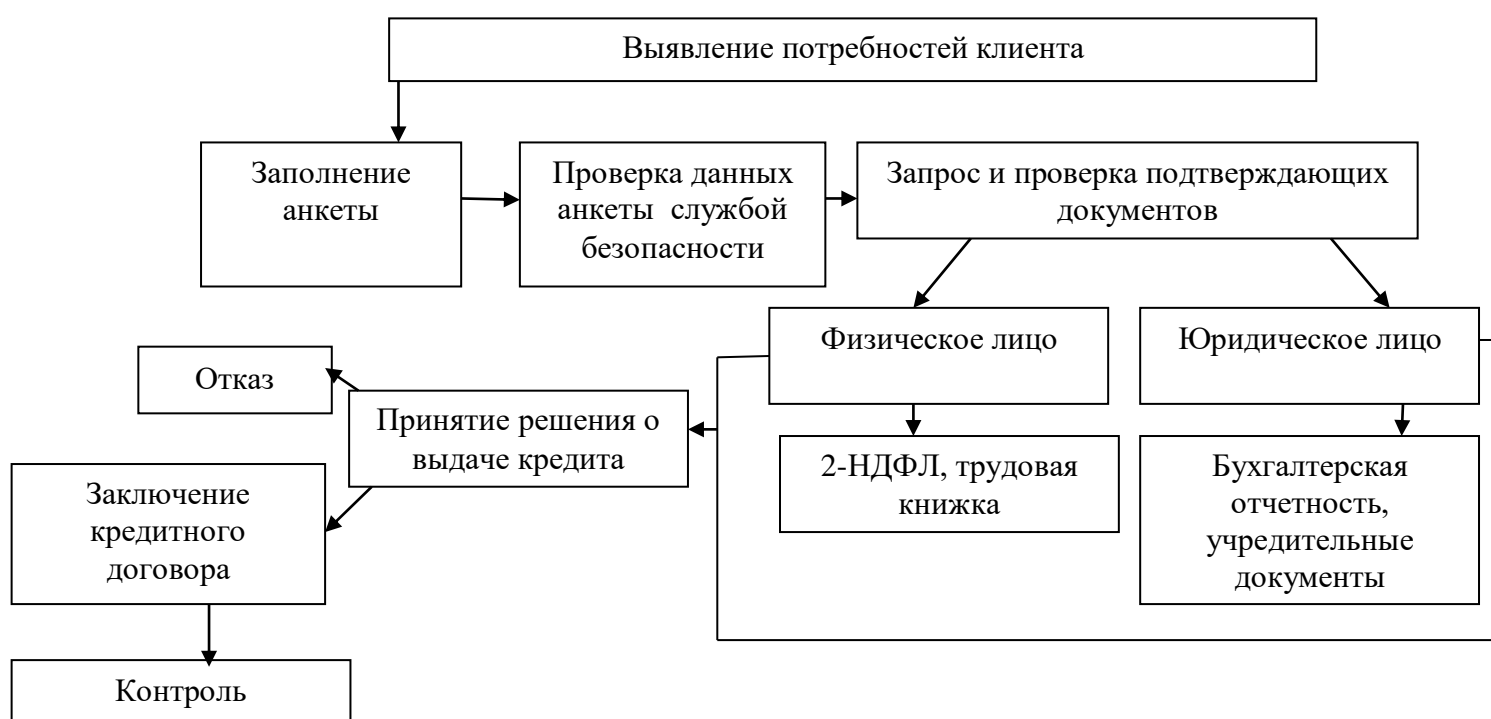 Выявление потребностей клиента
Заполнение
анкеты
Проверка данных
анкеты службой
безопасности
Запрос и проверка подтверждающих
документов
Физическое лицо
Юридическое лицо
Отказ
Принятие решения о
выдаче кредита
2-НДФЛ, трудовая
книжка
Бухгалтерская
отчетность,
учредительные
документы
Заключение
кредитного
договора
Контроль